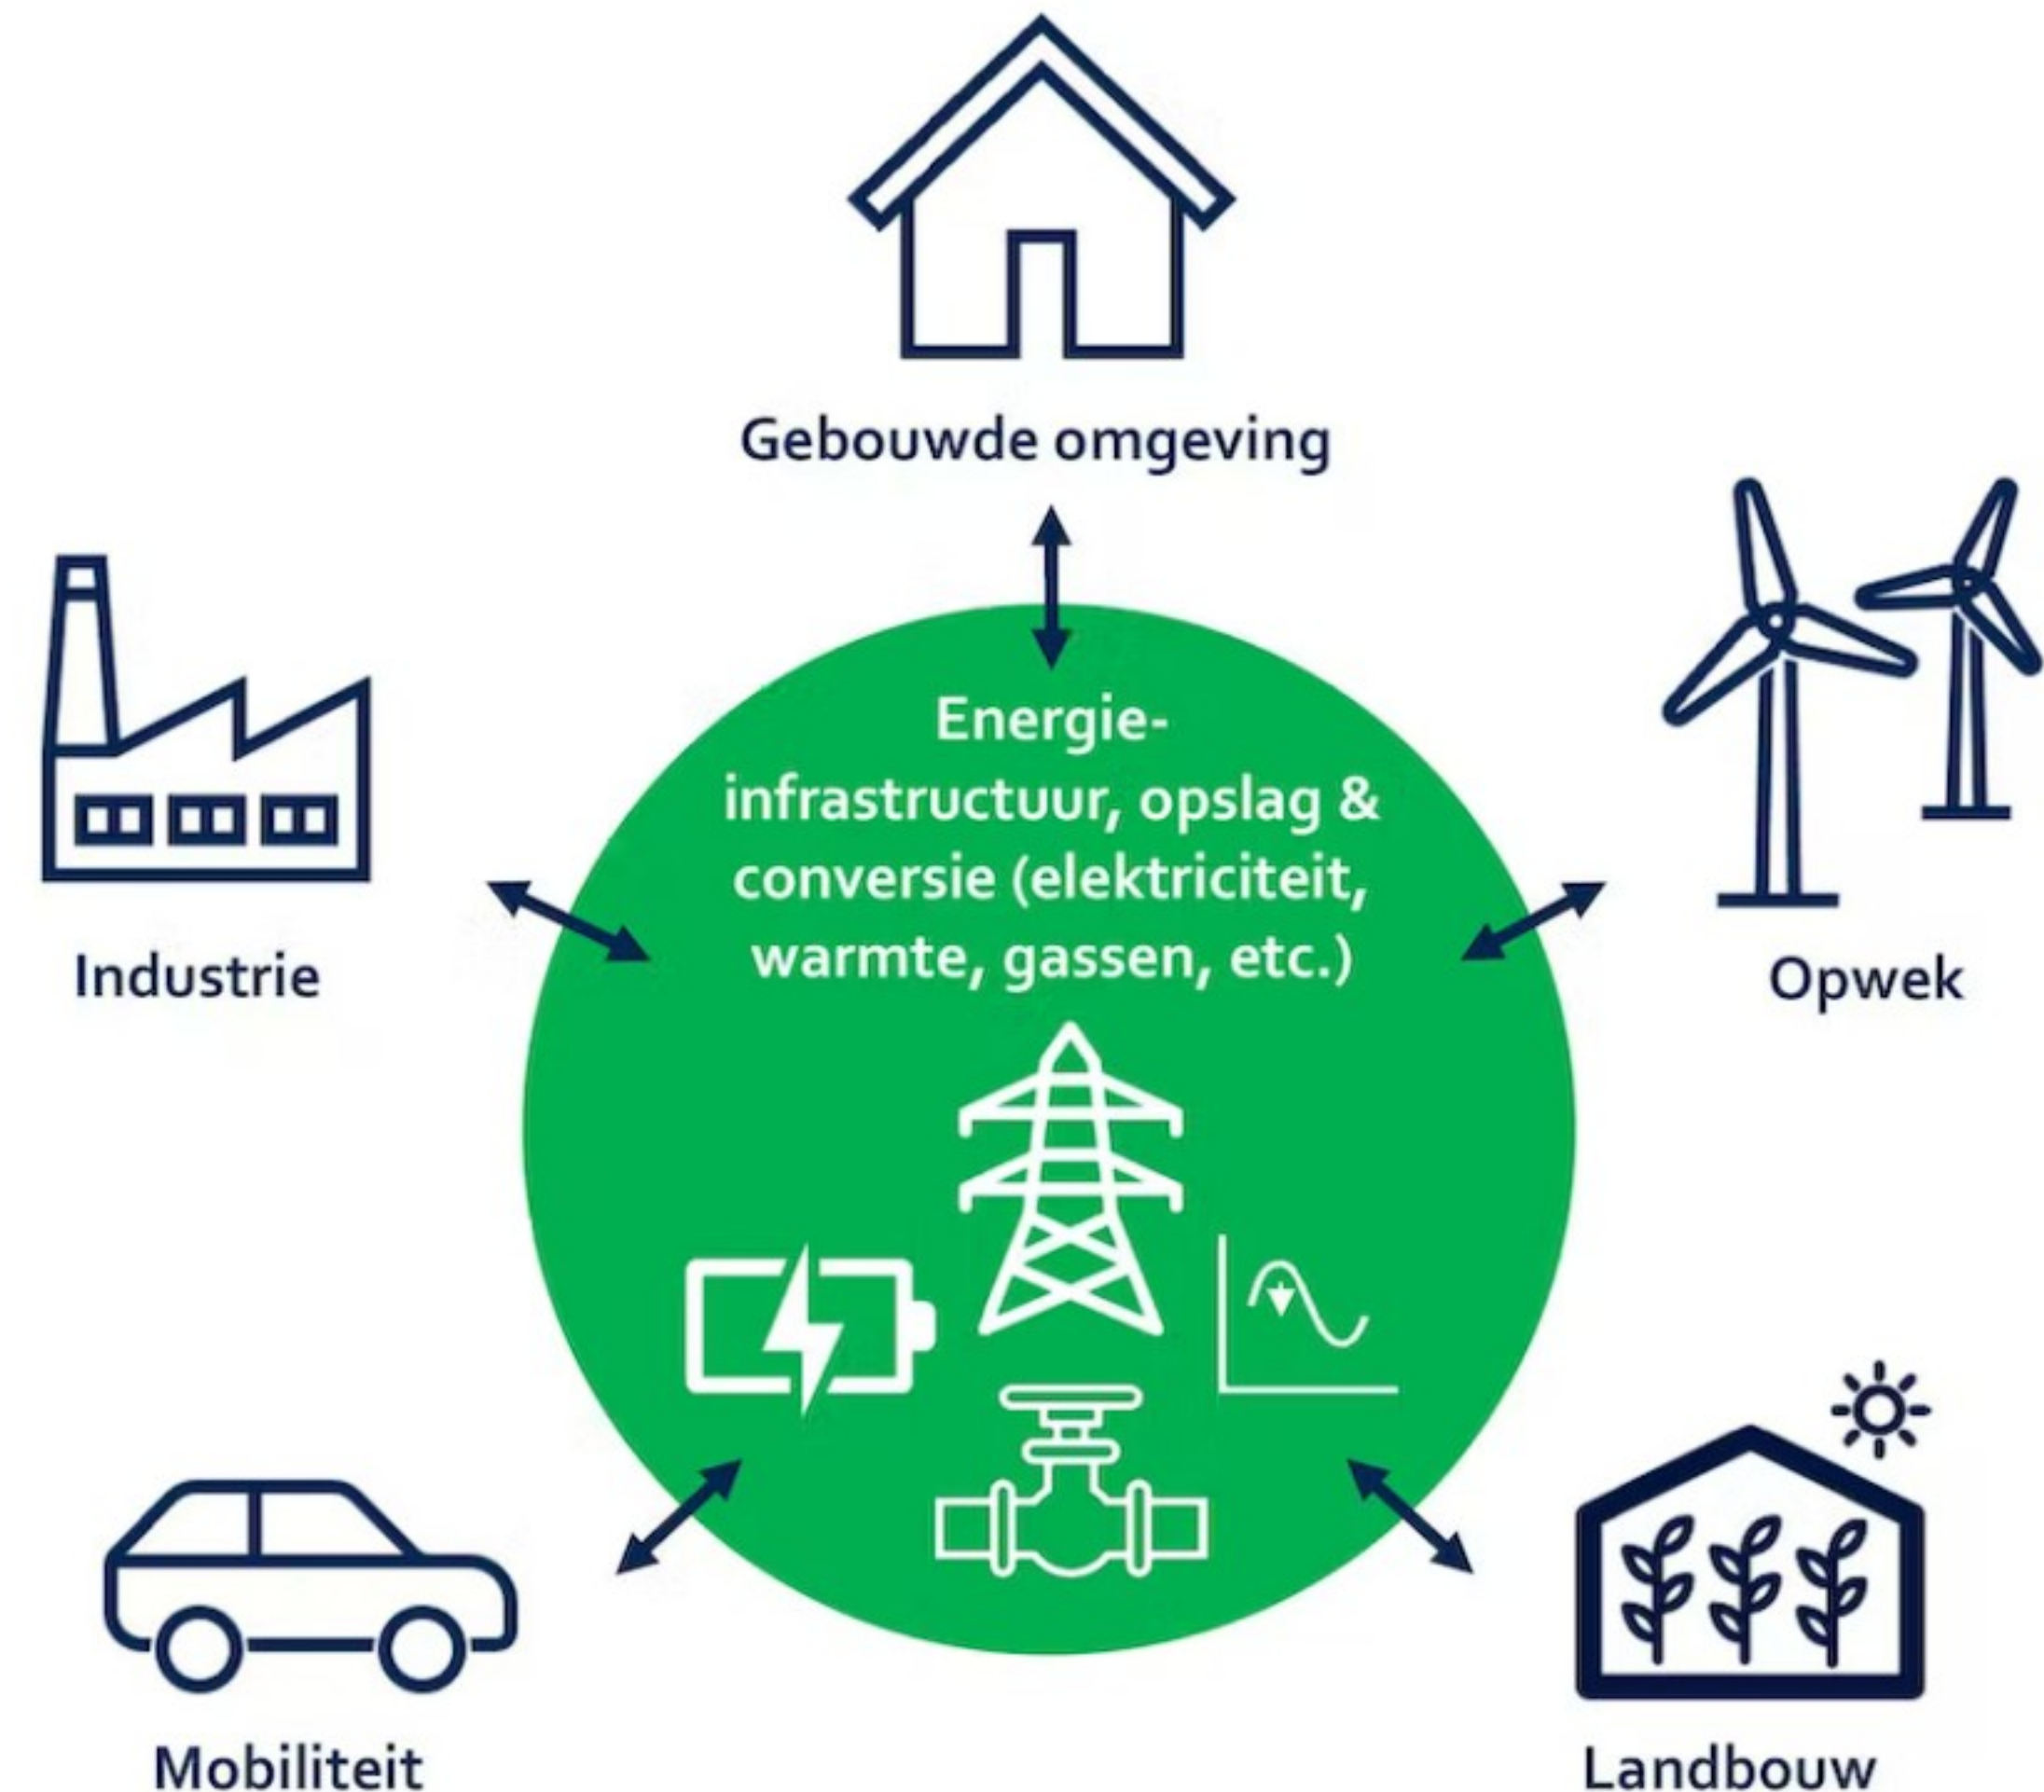 Gebouwde omgeving
Energie-
infrastructuur, opslag &
conversie (elektriciteit,
warmte, gassen, etc.)
Industrie
Opwek
Mobiliteit
Landbouw